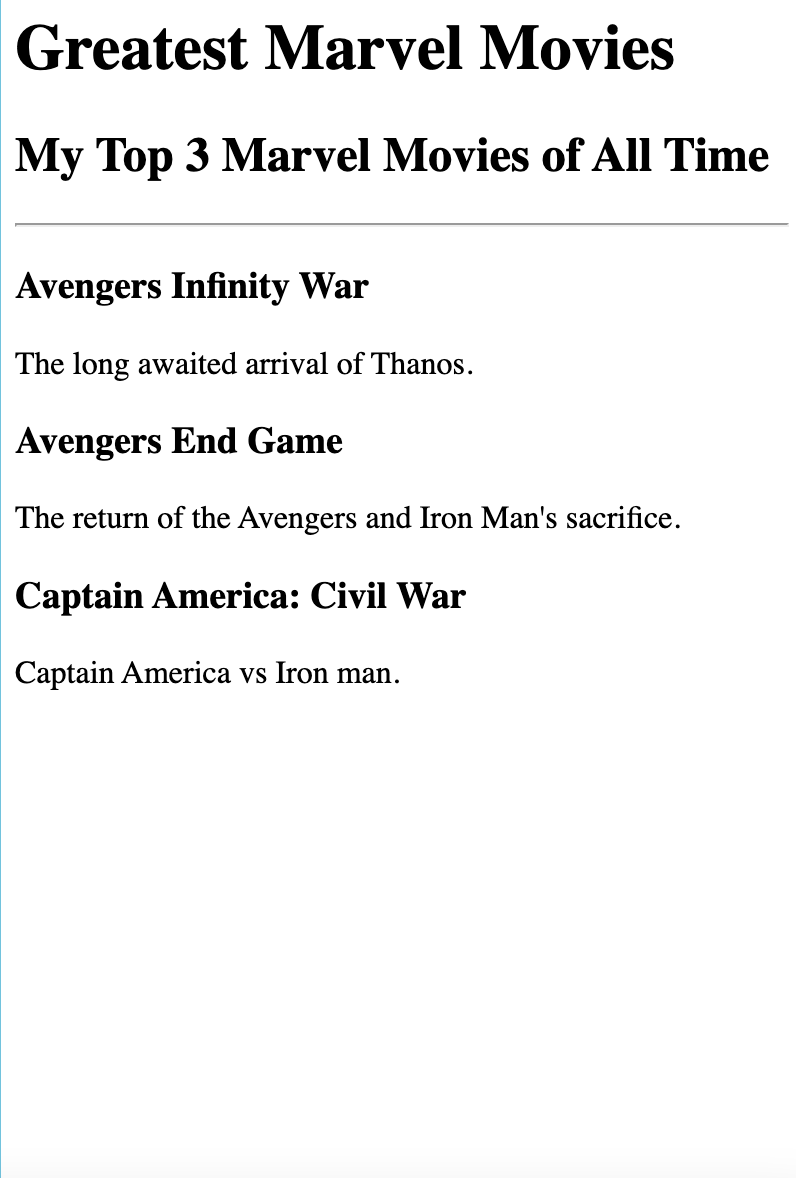 Greatest Marvel Movies
My Top 3 Marvel Movies of All Time
Avengers Infinity War
The long awaited arrival of Thanos.
Avengers End Game
The return of the Avengers and Iron Man's sacrifice.
Captain America: Civil War
Captain America vs Iron man.